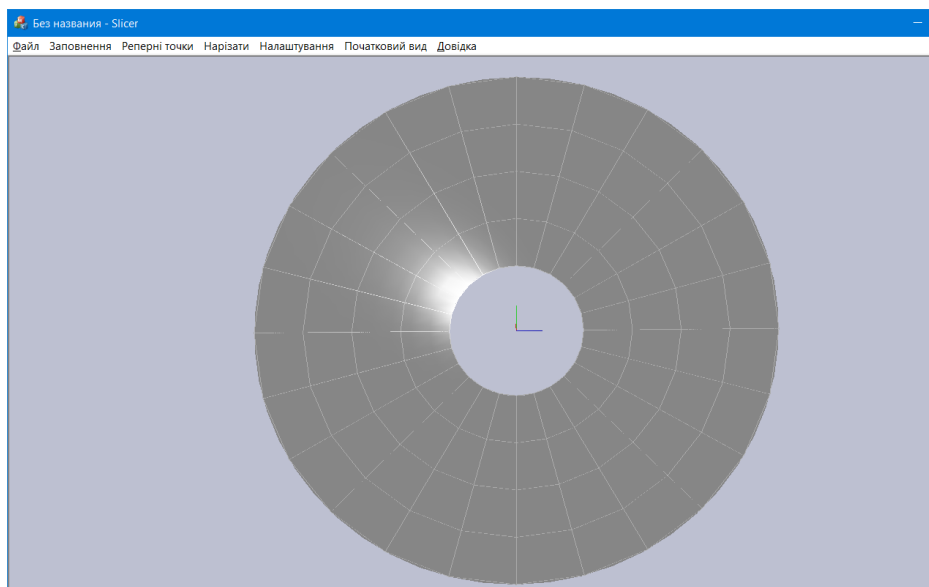 Без названия - Slicer
Файл Заповнення Реперні точки Нарізати Налаштування Початковий вид Довідка